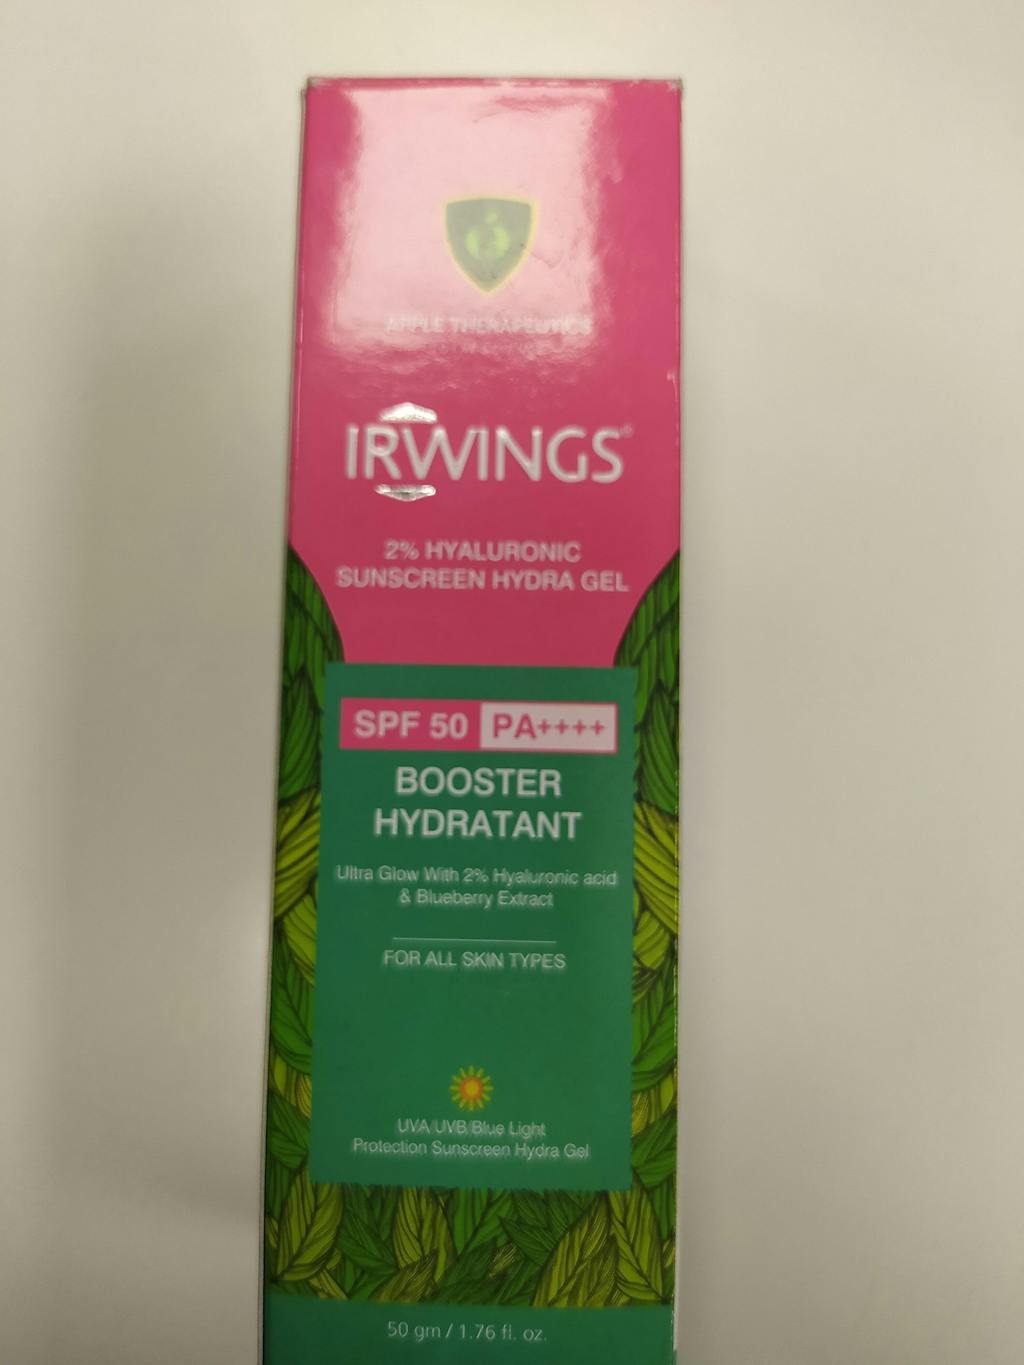 APPLE THERAPEUTICS
IRWINGS®
2% HYALURONIC
SUNSCREEN HYDRA GEL
SPF 50 PA++++
BOOSTER
HYDRATANT
Ultra Glow With 2% Hyaluronic acid
& Blueberry Extract
FOR ALL SKIN TYPES
UVA/UVB/Blue Light
Protection Sunscreen Hydra Gel
50 gm / 1.76 fl. oz.